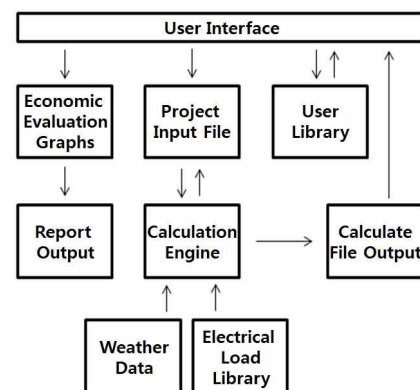 User Interface
Economic
Evaluation
Graphs
Project
Input File
User
Library
Report
Output
Calculation
Engine
Calculate
File Output
Weather
Data
Electrical
Load
Library